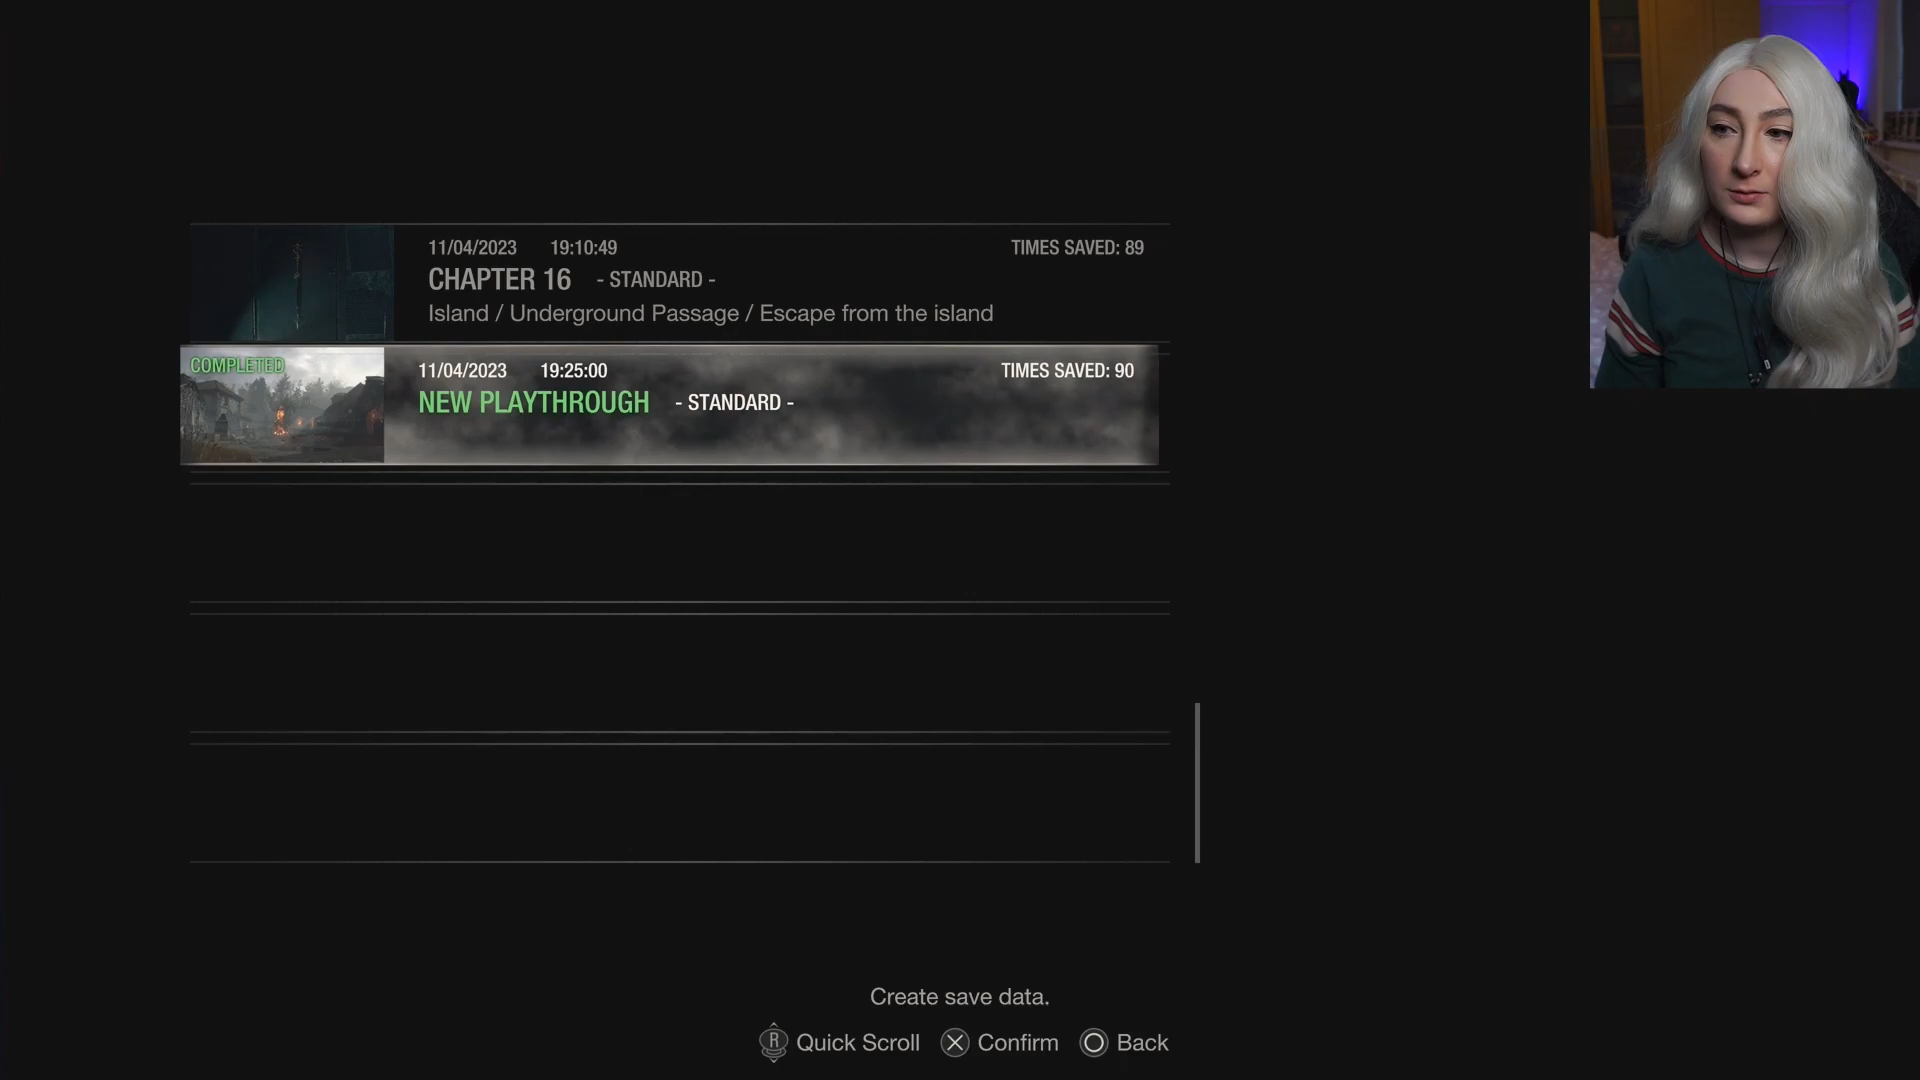 11/04/2023 19:10:49 TIMES SAVED: 89
CHAPTER 16 - STANDARD -
Island / Underground Passage / Escape from the island
COMPLETED 11/04/2023 19:25:00 TIMES SAVED: 90
NEW PLAYTHROUGH - STANDARD -
Create save data.
R Quick Scroll Confirm Back